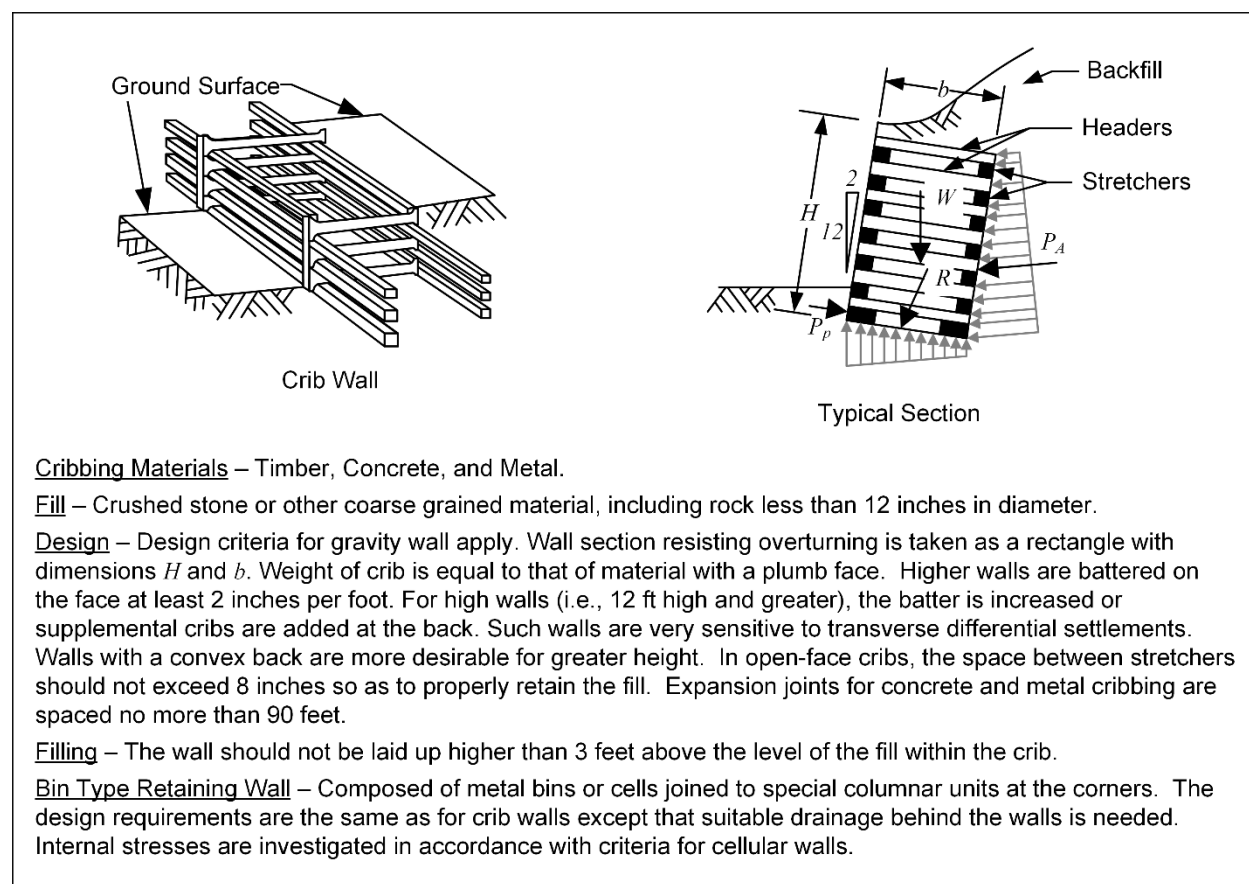 Ground Surface
Crib Wall
b
Backfill
Headers
Stretchers
H
2
12
W
P_A
R
P_p
Typical Section
Cribbing Materials – Timber, Concrete, and Metal.
Fill – Crushed stone or other coarse grained material, including rock less than 12 inches in diameter.
Design – Design criteria for gravity wall apply. Wall section resisting overturning is taken as a rectangle with
dimensions H and b. Weight of crib is equal to that of material with a plumb face.  Higher walls are battered on
the face at least 2 inches per foot. For high walls (i.e., 12 ft high and greater), the batter is increased or
supplemental cribs are added at the back. Such walls are very sensitive to transverse differential settlements.
Walls with a convex back are more desirable for greater height.  In open-face cribs, the space between stretchers
should not exceed 8 inches so as to properly retain the fill.  Expansion joints for concrete and metal cribbing are
spaced no more than 90 feet.
Filling – The wall should not be laid up higher than 3 feet above the level of the fill within the crib.
Bin Type Retaining Wall – Composed of metal bins or cells joined to special columnar units at the corners.  The
design requirements are the same as for crib walls except that suitable drainage behind the walls is needed.
Internal stresses are investigated in accordance with criteria for cellular walls.